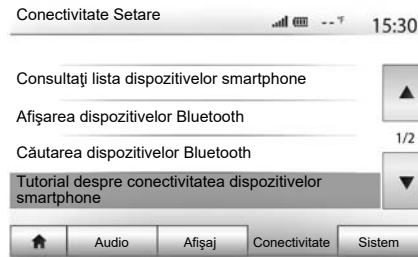 Conectivitate Setare
-- °F
15:30
Consultaţi lista dispozitivelor smartphone
Afişarea dispozitivelor Bluetooth
1/2
Căutarea dispozitivelor Bluetooth
Tutorial despre conectivitatea dispozitivelor
smartphone
Audio
Afişaj
Conectivitate
Sistem